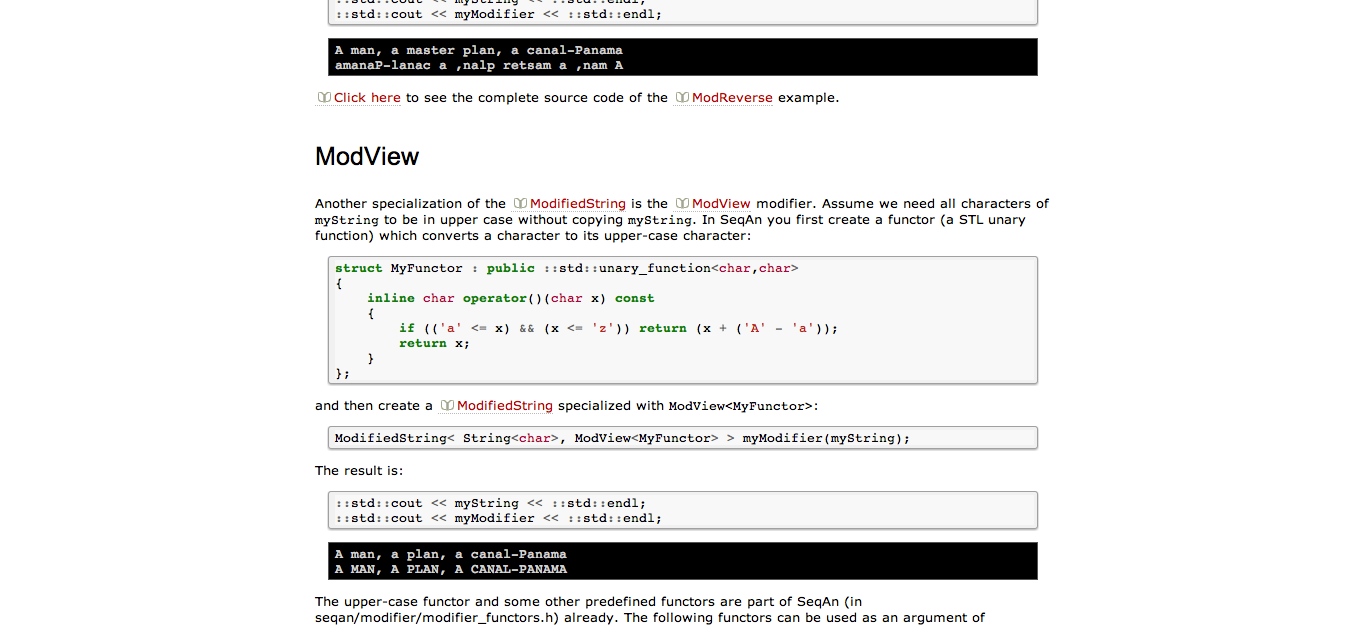 ::std::cout << myString << ::std::endl;
::std::cout << myModifier << ::std::endl;
A man, a master plan, a canal-Panama
amanaP-lanac a ,nalp retsam a ,nam A
Click here to see the complete source code of the ModReverse example.
ModView
Another specialization of the ModifiedString is the ModView modifier. Assume we need all characters of
myString to be in upper case without copying myString. In SeqAn you first create a functor (a STL unary
function) which converts a character to its upper-case character:
struct MyFunctor : public ::std::unary_function<char,char>
{
    inline char operator()(char x) const
    {
        if (('a' <= x) && (x <= 'z')) return (x + ('A' - 'a'));
        return x;
    }
};
and then create a ModifiedString specialized with ModView<MyFunctor>:
ModifiedString< String<char>, ModView<MyFunctor> > myModifier(myString);
The result is:
::std::cout << myString << ::std::endl;
::std::cout << myModifier << ::std::endl;
A man, a plan, a canal-Panama
A MAN, A PLAN, A CANAL-PANAMA
The upper-case functor and some other predefined functors are part of SeqAn (in
seqan/modifier/modifier_functors.h) already. The following functors can be used as an argument of